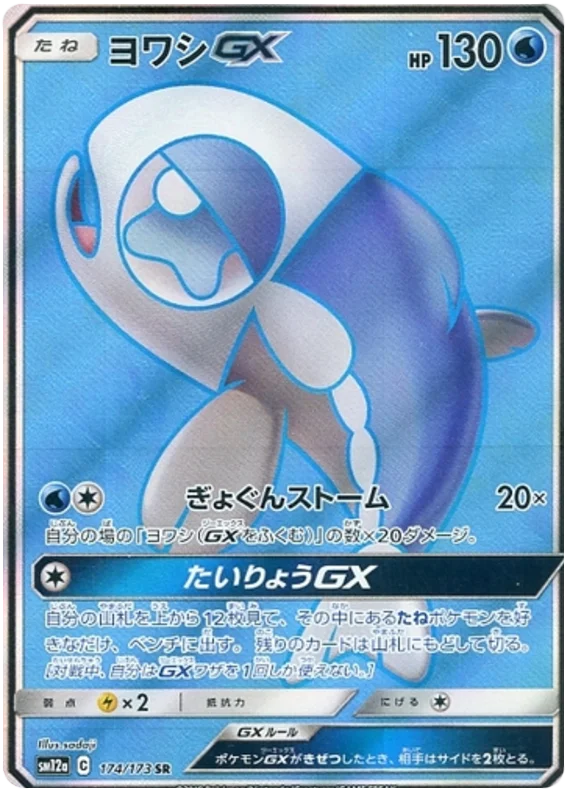 たね ヨワシGX HP 130
ぎょぐんストーム 20×
自分の場の「ヨワシ(GXをふくむ)」の数×20ダメージ。
たいりょうGX
自分の山札を上から12枚見て、その中にあるたねポケモンを好
きなだけ、ベンチに出す。残りのカードは山札にもどして切る。
[対戦中、自分はGXワザを1回しか使えない。]
弱点 ×2 抵抗力 にげる
Illus.sadaji
GXルール
sm12a C 174/173 SR
ポケモンGXがきぜつしたとき、相手はサイドを2枚とる。